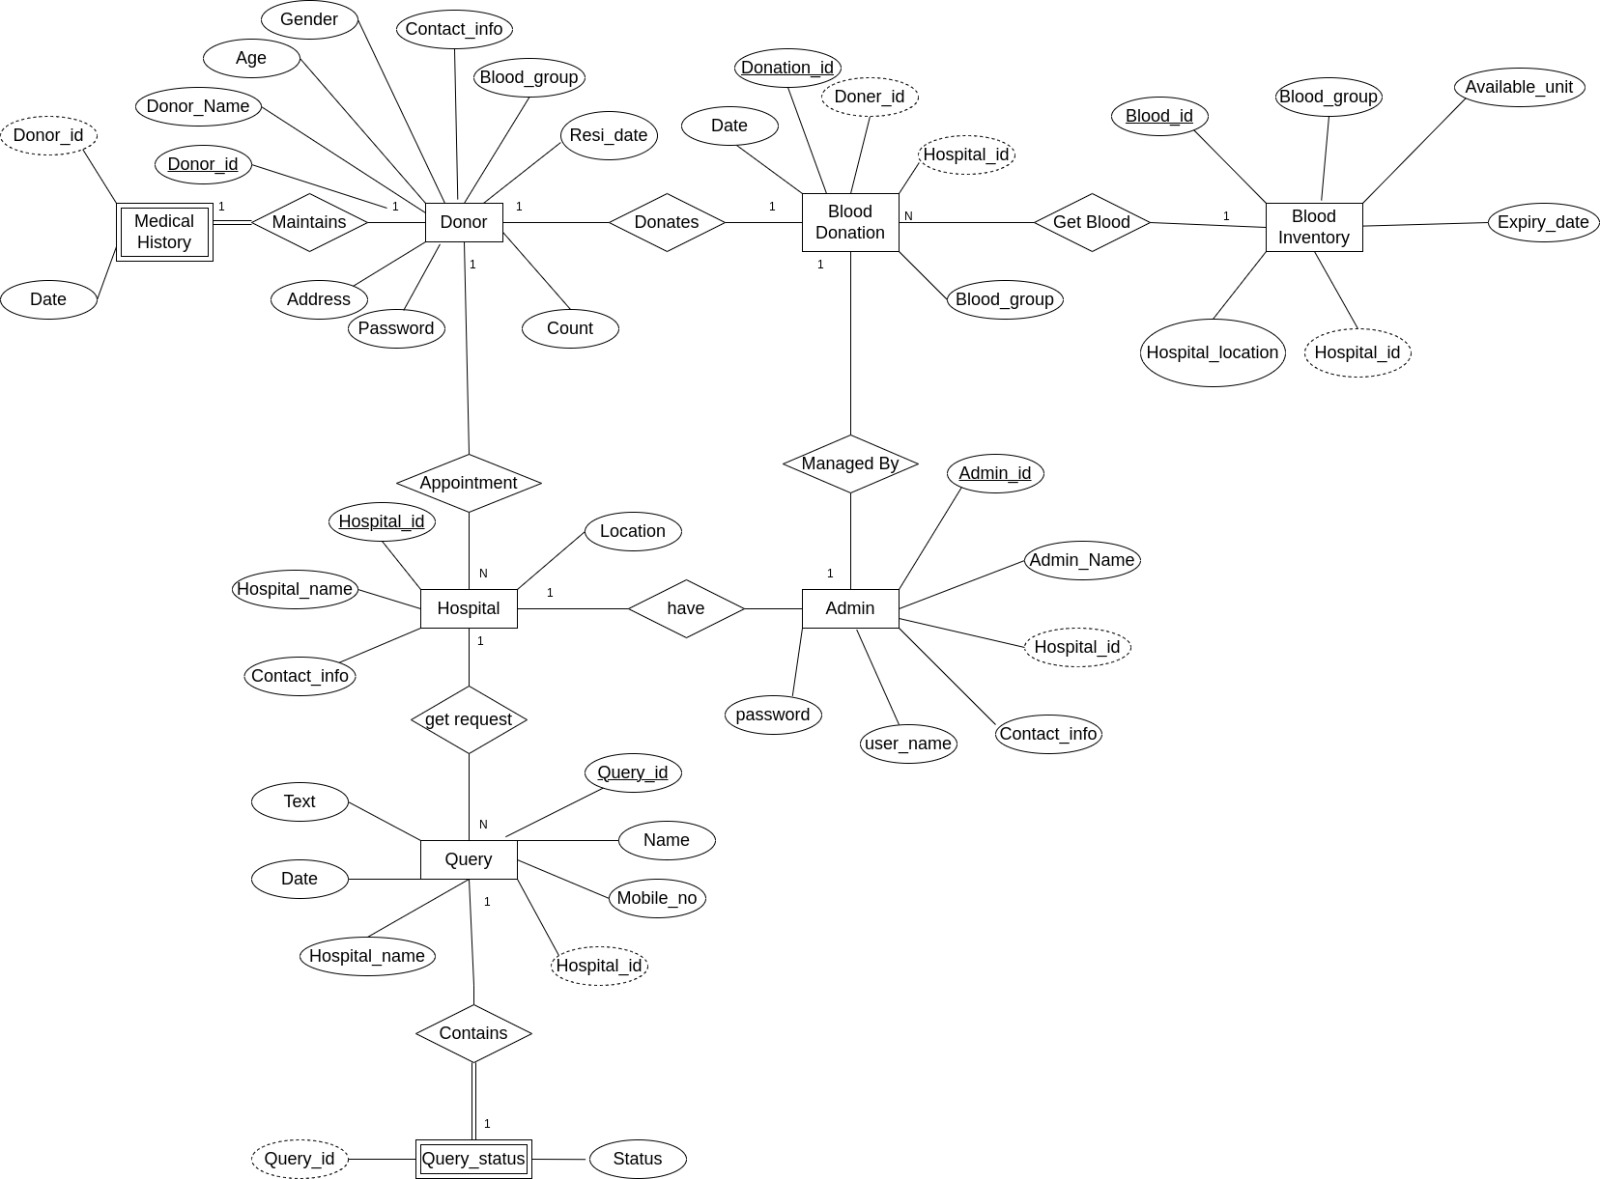 Gender
Contact_info
Age
Blood_group
Donor_Name
Donor_id
Resi_date
Donor_id
Donation_id
Doner_id
Date
Hospital_id
Blood_id
Blood_group
Available_unit
Medical
History
1
Maintains
1
Donor
1
Donates
1
Blood
Donation
N
Get Blood
1
Blood
Inventory
Expiry_date
1
1
Date
Address
Password
Count
Blood_group
Hospital_location
Hospital_id
Appointment
Managed By
Admin_id
Hospital_id
Location
Admin_Name
N
1
1
Hospital_name
Hospital
have
Admin
1
Hospital_id
Contact_info
password
user_name
Contact_info
get request
Query_id
Text
N
Name
Query
Date
Mobile_no
1
Hospital_name
Hospital_id
Contains
1
Query_id
Query_status
Status